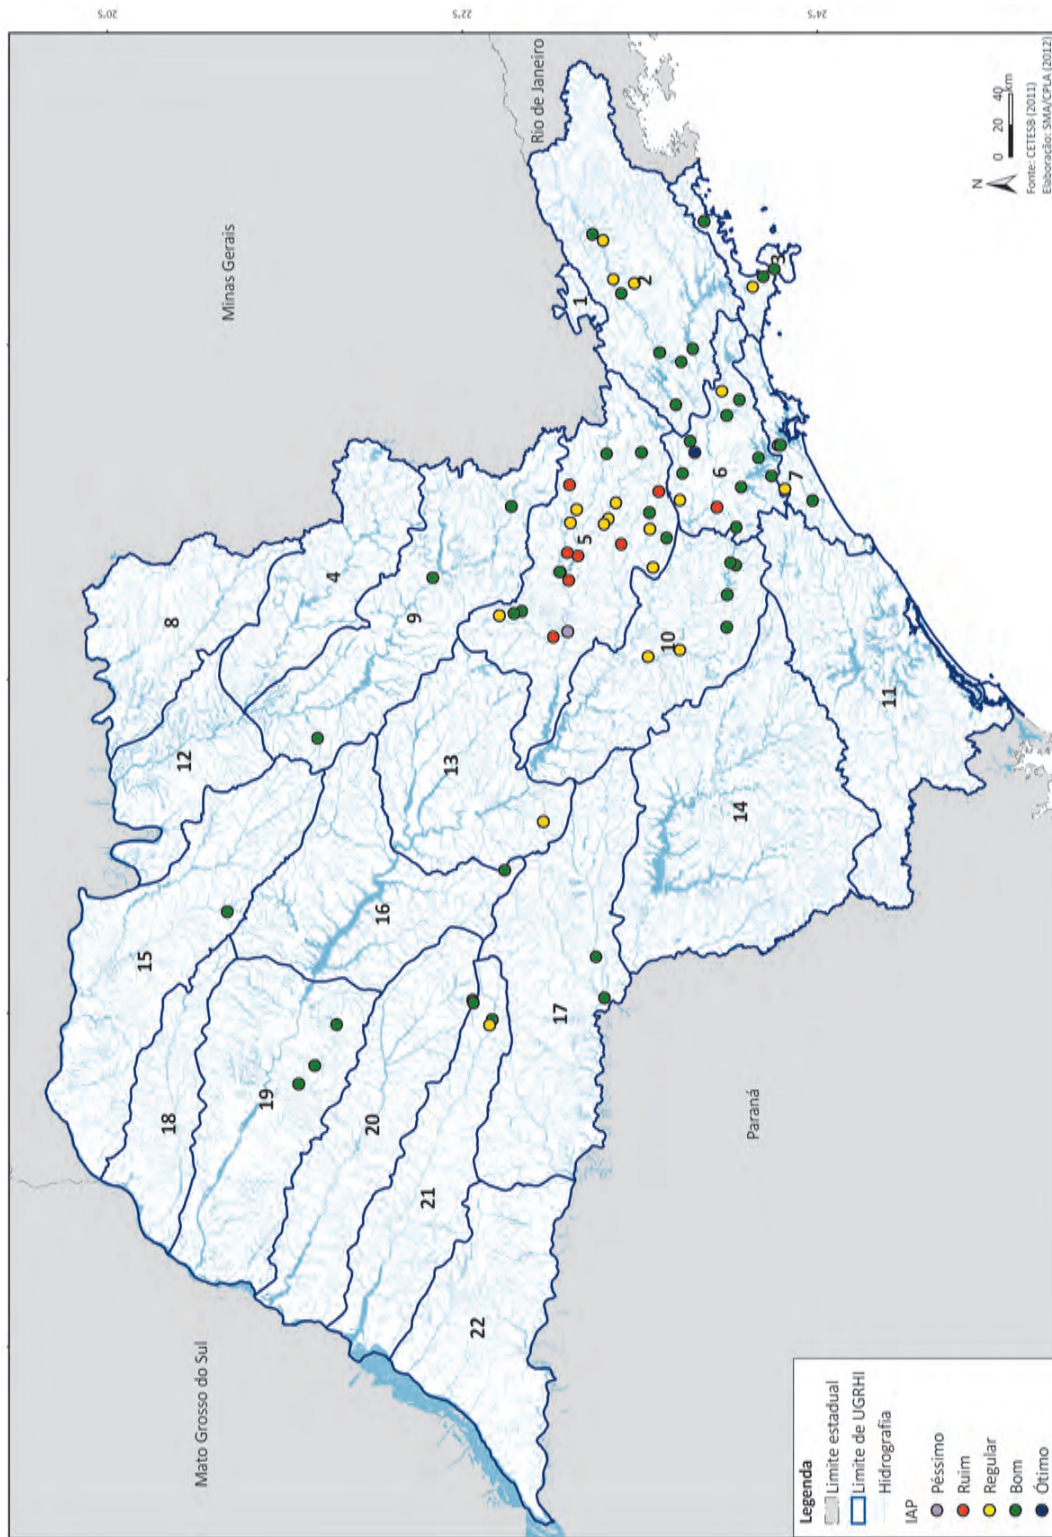 20°S
22°S
24°S
Minas Gerais
Rio de Janeiro
Mato Grosso do Sul
Paraná
1
2
3
4
5
6
7
8
9
10
11
12
13
14
15
16
17
18
19
20
21
22
N
0 20 40
km
Fonte: CETESB (2011)
Elaboração: SMA/CPLA (2012)
Legenda
Limite estadual
Limite de UGRHI
Hidrografia
IAP
Péssimo
Ruim
Regular
Bom
Ótimo